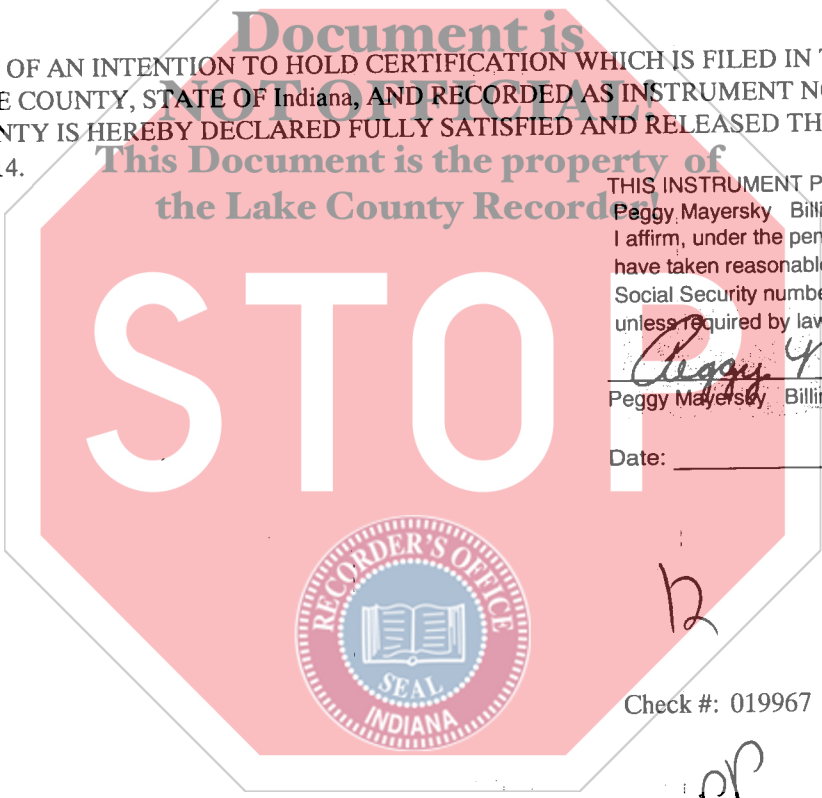 Document is
OF AN INTENTION TO HOLD CERTIFICATION WHICH IS FILED IN
NOT OFFICIAL!
E COUNTY, STATE OF Indiana, AND RECORDED AS INSTRUMENT NO
NTY IS HEREBY DECLARED FULLY SATISFIED AND RELEASED TH
14.
This Document is the property of
the Lake County Recorder!
THIS INSTRUMENT P
Peggy Mayersky Billi
I affirm, under the pen
have taken reasonable
Social Security numbe
unless required by law
Peggy
Peggy Mayersky Billi
Date:
STOP
RECORDER'S OFFICE
SEAL
INDIANA
Check #: 019967